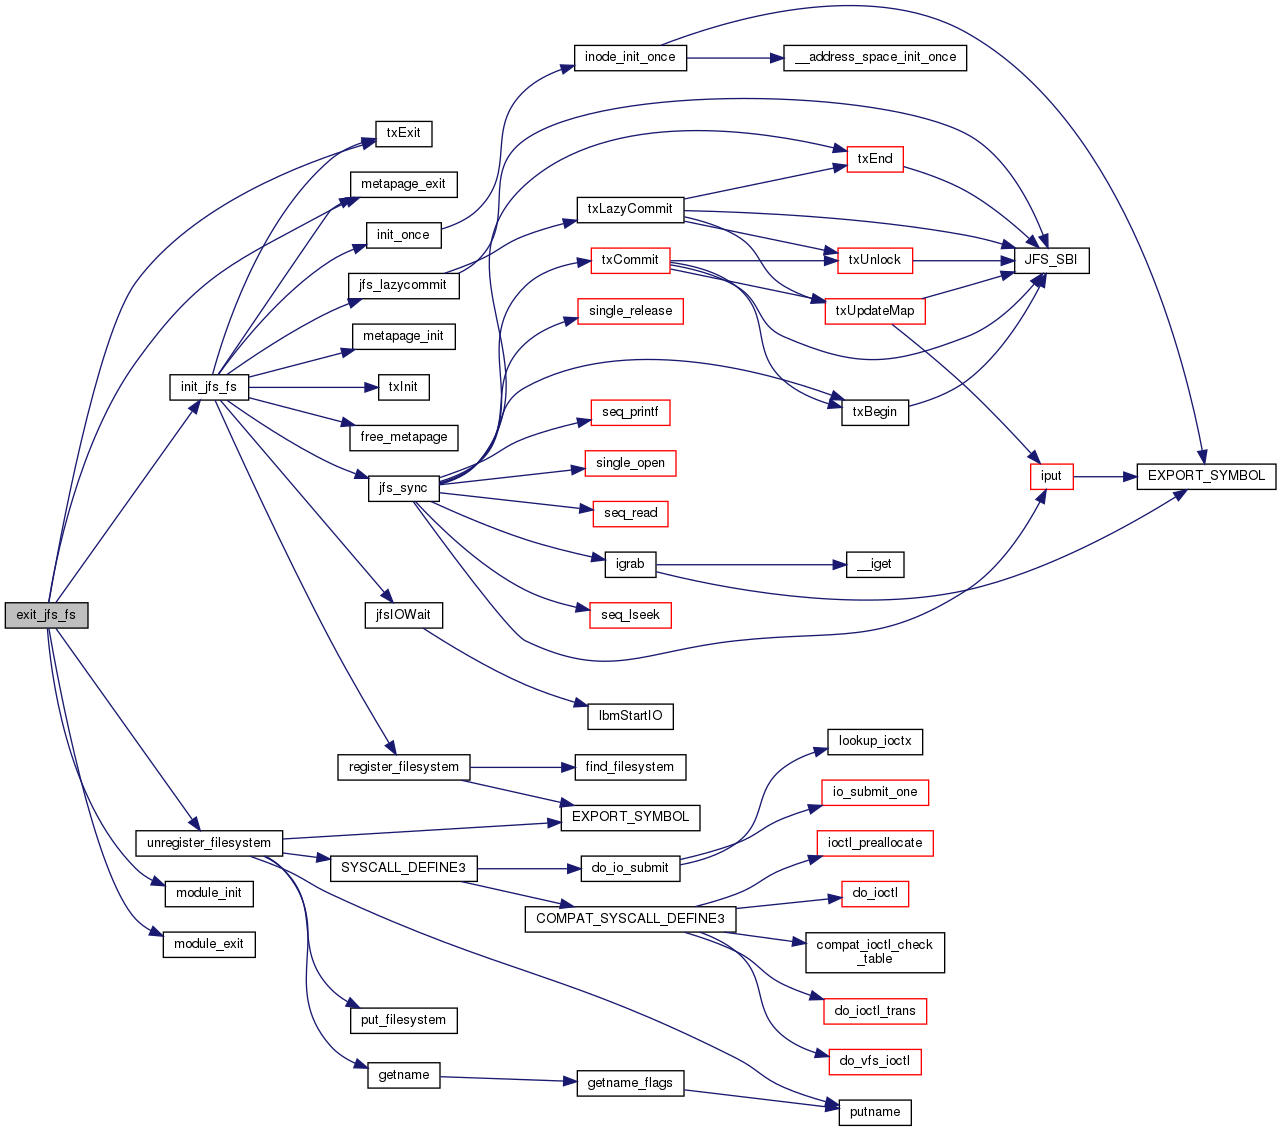 inode_init_once
__address_space_init_once
txExit
txEnd
metapage_exit
txLazyCommit
init_once
txCommit
txUnlock
JFS_SBI
jfs_lazycommit
single_release
txUpdateMap
metapage_init
init_jfs_fs
txInit
seq_printf
txBegin
free_metapage
single_open
iput
EXPORT_SYMBOL
jfs_sync
seq_read
igrab
__iget
exit_jfs_fs
jfsIOWait
seq_lseek
lbmStartIO
lookup_ioctx
register_filesystem
find_filesystem
io_submit_one
EXPORT_SYMBOL
unregister_filesystem
ioctl_preallocate
SYSCALL_DEFINE3
do_io_submit
module_init
do_ioctl
COMPAT_SYSCALL_DEFINE3
module_exit
compat_ioctl_check
_table
do_ioctl_trans
put_filesystem
do_vfs_ioctl
getname
getname_flags
putname